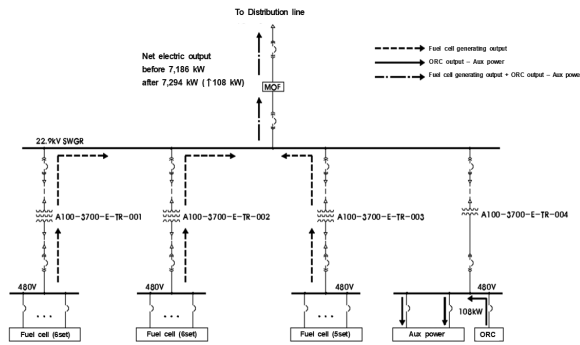 To Distribution line
Net electric output
before 7,186 kW
after 7,294 kW (↑108 kW)
MOF
Fuel cell generating output
ORC output – Aux power
Fuel cell generating output + ORC output – Aux powe
22.9kV SWGR
A100-3700-E-TR-001
A100-3700-E-TR-002
A100-3700-E-TR-003
A100-3700-E-TR-004
480V
480V
480V
480V
108kW
...
...
...
Fuel cell (6set)
Fuel cell (6set)
Fuel cell (5set)
Aux power
ORC